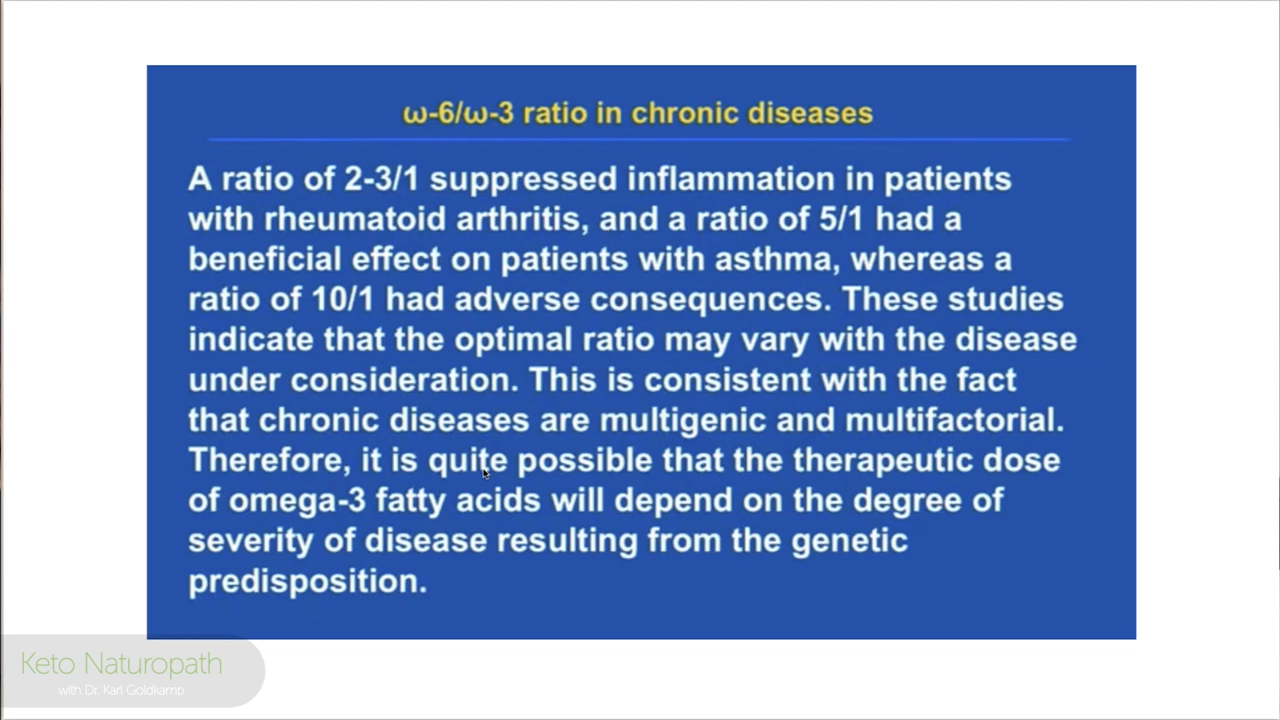 ω-6/ω-3 ratio in chronic diseases
A ratio of 2-3/1 suppressed inflammation in patients
with rheumatoid arthritis, and a ratio of 5/1 had a
beneficial effect on patients with asthma, whereas a
ratio of 10/1 had adverse consequences. These studies
indicate that the optimal ratio may vary with the disease
under consideration. This is consistent with the fact
that chronic diseases are multigenic and multifactorial.
Therefore, it is quite possible that the therapeutic dose
of omega-3 fatty acids will depend on the degree of
severity of disease resulting from the genetic
predisposition.
Keto Naturopath
with Dr. Karl Goldkamp